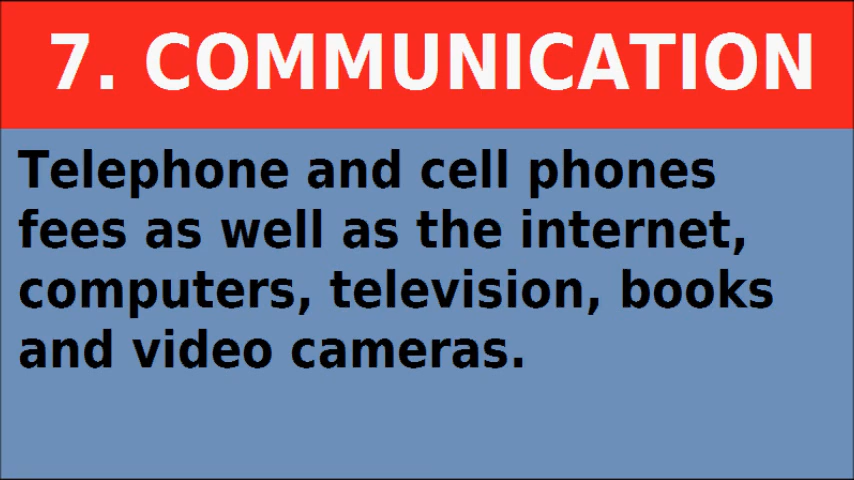 7. COMMUNICATION
Telephone and cell phones
fees as well as the internet,
computers, television, books
and video cameras.